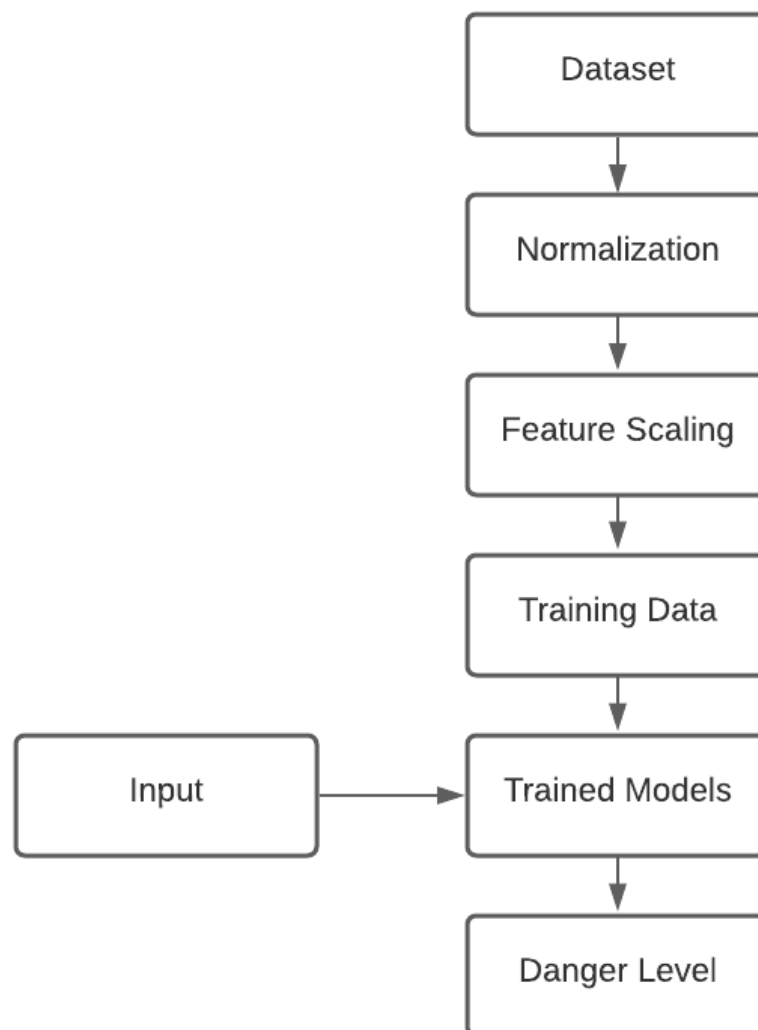 Dataset
Normalization
Feature Scaling
Training Data
Input
Trained Models
Danger Level